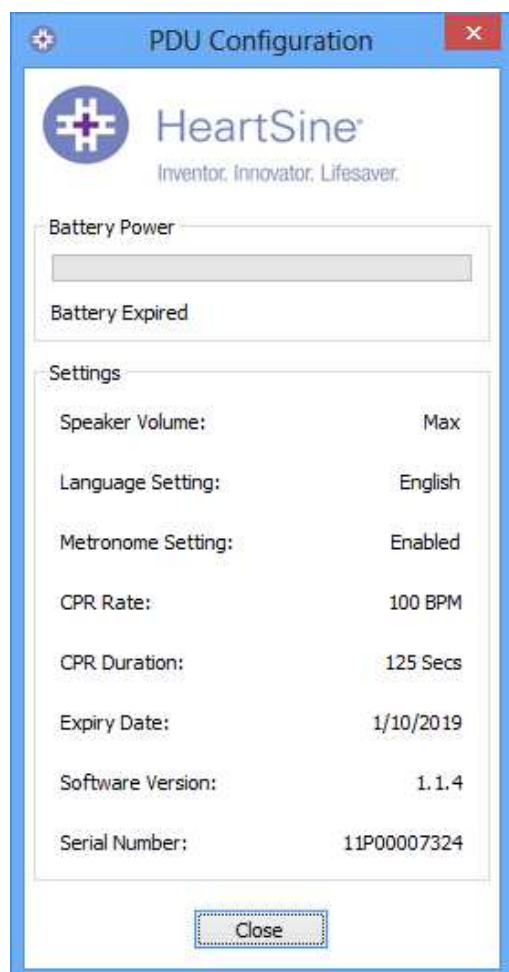 PDU Configuration
HeartSine
Inventor. Innovator. Lifesaver.
Battery Power
Battery Expired
Settings
Speaker Volume: Max
Language Setting: English
Metronome Setting: Enabled
CPR Rate: 100 BPM
CPR Duration: 125 Secs
Expiry Date: 1/10/2019
Software Version: 1.1.4
Serial Number: 11P00007324
Close